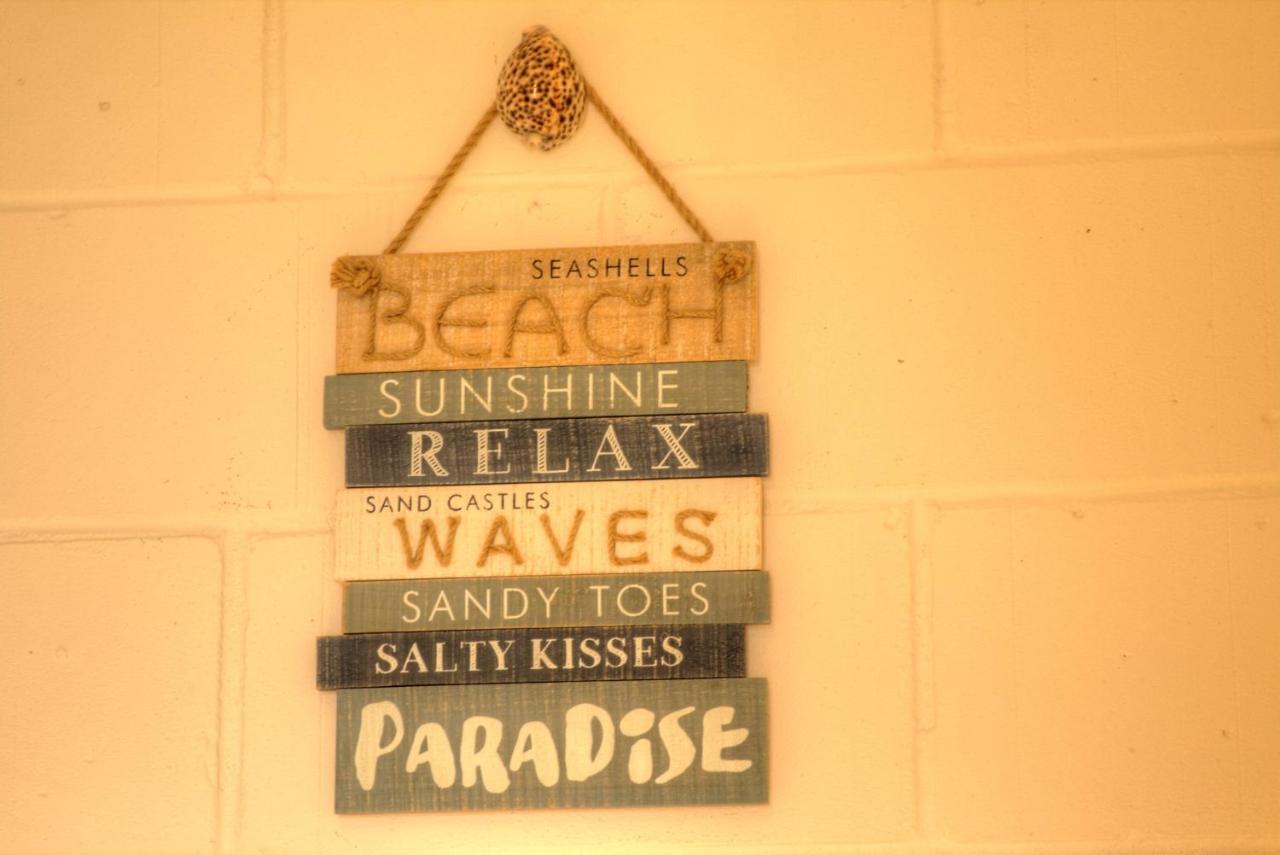 SEASHELLS
BEACH
SUNSHINE
RELAX
SAND CASTLES
WAVES
SANDY TOES
SALTY KISSES
PARADiSE